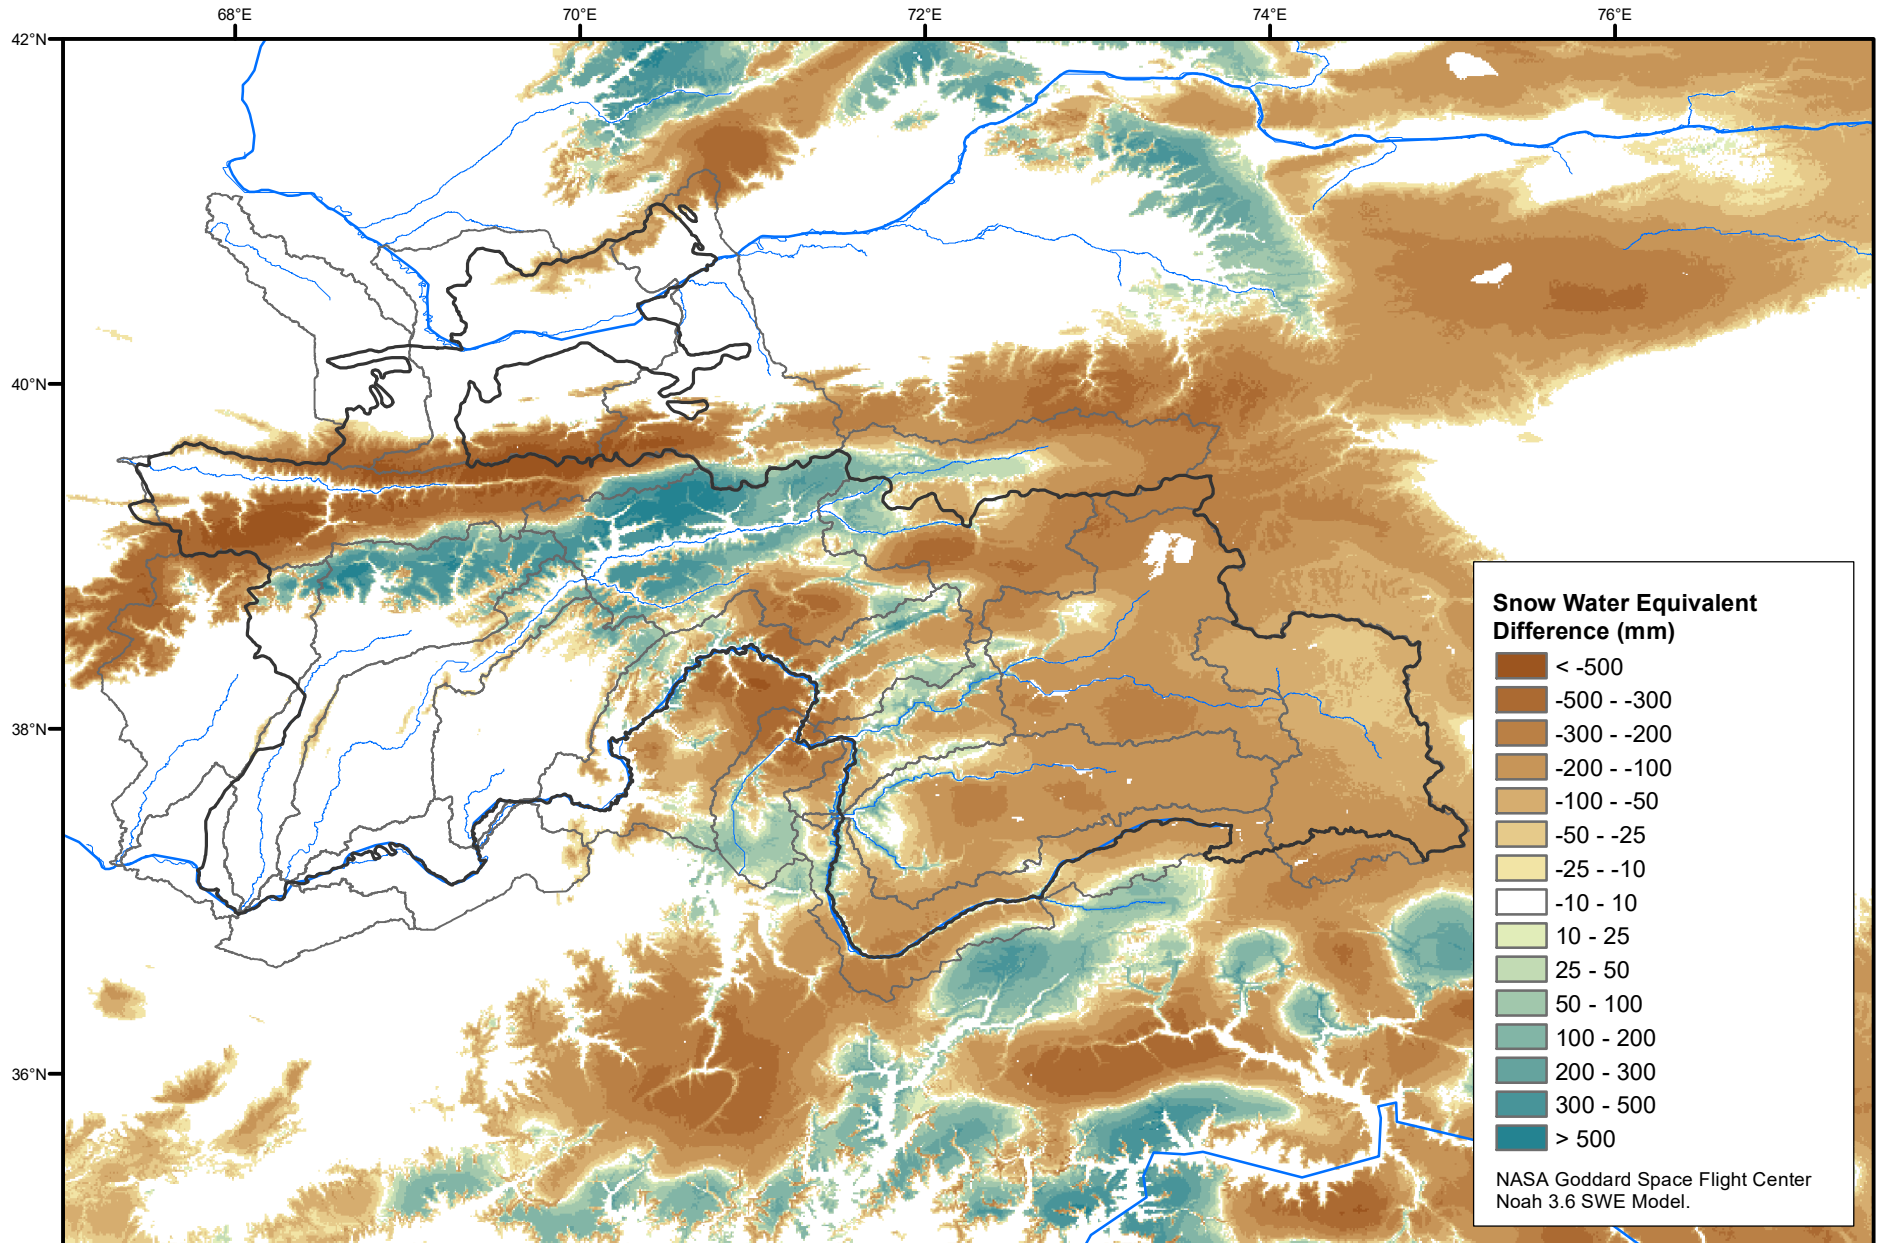 68°E
70°E
72°E
74°E
76°E
42°N
40°N
38°N
36°N
Snow Water Equivalent
Difference (mm)
< -500
-500 - -300
-300 - -200
-200 - -100
-100 - -50
-50 - -25
-25 - -10
-10 - 10
10 - 25
25 - 50
50 - 100
100 - 200
200 - 300
300 - 500
> 500
NASA Goddard Space Flight Center
Noah 3.6 SWE Model.